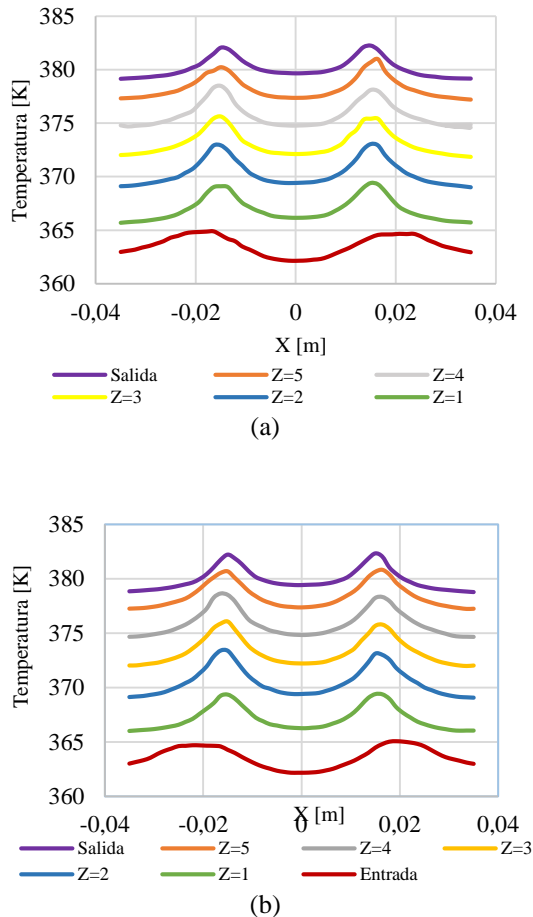 385
380
375
370
365
360
Temperatura [K]
-0,04 -0,02 0 0,02 0,04
X [m]
Salida Z=5 Z=4
Z=3 Z=2 Z=1
(a)
385
380
375
370
365
360
Temperatura [K]
-0,04 -0,02 0 0,02 0,04
X [m]
Salida Z=5 Z=4 Z=3
Z=2 Z=1 Entrada
(b)